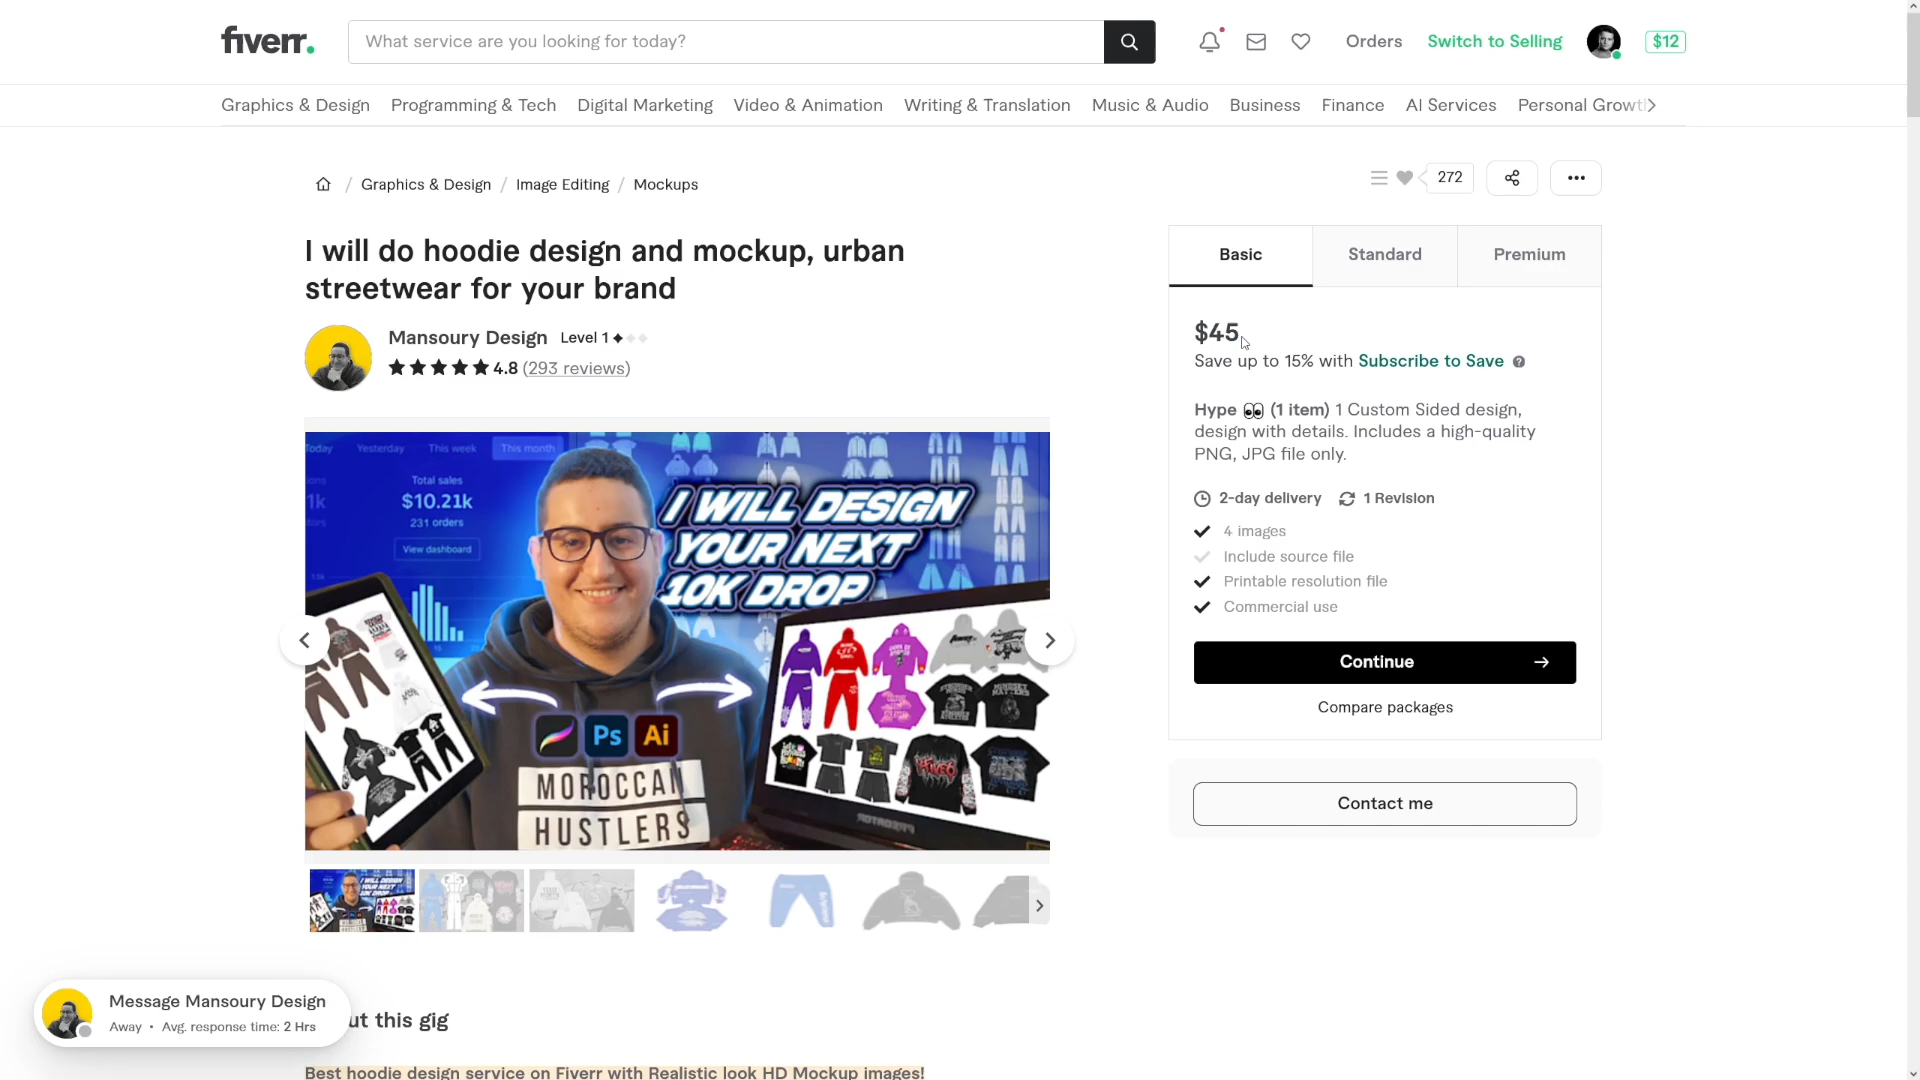 fiverr.
What service are you looking for today?
Orders
Switch to Selling
$12
Graphics & Design
Programming & Tech
Digital Marketing
Video & Animation
Writing & Translation
Music & Audio
Business
Finance
AI Services
Personal Growt
Graphics & Design / Image Editing / Mockups
272
I will do hoodie design and mockup, urban
streetwear for your brand
Mansoury Design Level 1
4.8 (293 reviews)
Today Yesterday This week This month
Total sales
$10.21k
231 orders
View dashboard
I WILL DESIGN
YOUR NEXT
10K DROP
Ps
Ai
MOROCCAN
HUSTLERS
Basic
Standard
Premium
$45
Save up to 15% with Subscribe to Save
Hype (1 item) 1 Custom Sided design,
design with details. Includes a high-quality
PNG, JPG file only.
2-day delivery 1 Revision
4 images
Include source file
Printable resolution file
Commercial use
Continue
Compare packages
Contact me
Message Mansoury Design
Away • Avg. response time: 2 Hrs
ut this gig
Best hoodie design service on Fiverr with Realistic look HD Mockup images!